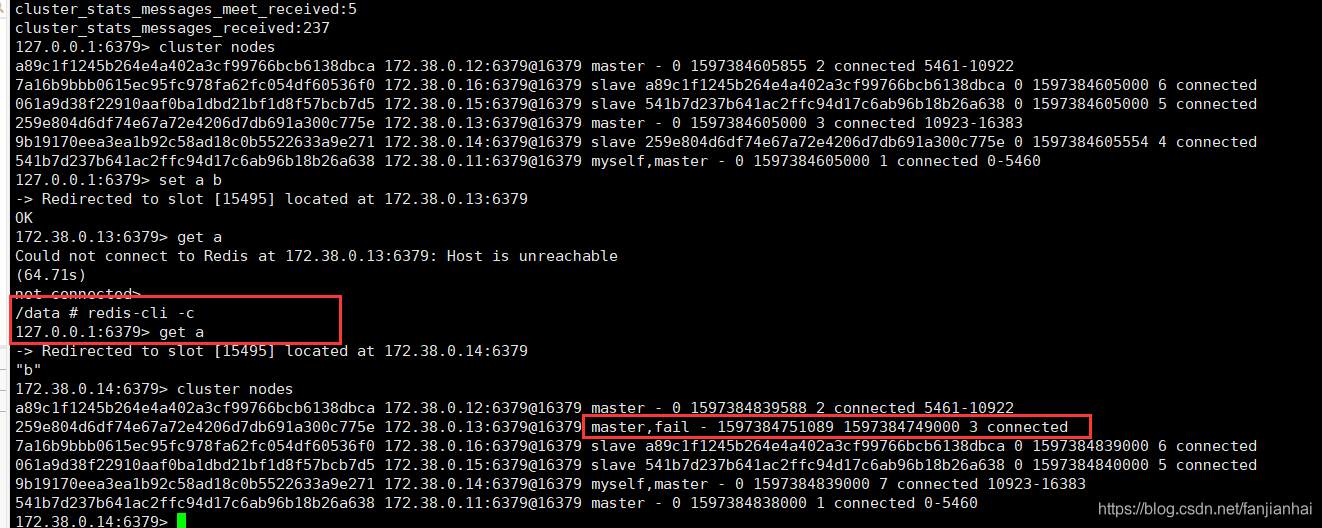 cluster_stats_messages_meet_received:5
cluster_stats_messages_received:237
127.0.0.1:6379> cluster nodes
a89c1f1245b264e4a402a3cf99766bcb6138dbca 172.38.0.12:6379@16379 master - 0 1597384605855 2 connected 5461-10922
7a16b9bbb0615ec95fc978fa62fc054df60536f0 172.38.0.16:6379@16379 slave a89c1f1245b264e4a402a3cf99766bcb6138dbca 0 1597384605000 6 connected
061a9d38f22910aaf0ba1dbd21bf1d8f57bcb7d5 172.38.0.15:6379@16379 slave 541b7d237b641ac2ffc94d17c6ab96b18b26a638 0 1597384605000 5 connected
259e804d6df74e67a72e4206d7db691a300c775e 172.38.0.13:6379@16379 master - 0 1597384605000 3 connected 10923-16383
9b19170eea3ea1b92c58ad18c0b5522633a9e271 172.38.0.14:6379@16379 slave 259e804d6df74e67a72e4206d7db691a300c775e 0 1597384605554 4 connected
541b7d237b641ac2ffc94d17c6ab96b18b26a638 172.38.0.11:6379@16379 myself,master - 0 1597384605000 1 connected 0-5460
127.0.0.1:6379> set a b
-> Redirected to slot [15495] located at 172.38.0.13:6379
OK
172.38.0.13:6379> get a
Could not connect to Redis at 172.38.0.13:6379: Host is unreachable
(64.71s)
not connected>
/data # redis-cli -c
127.0.0.1:6379> get a
-> Redirected to slot [15495] located at 172.38.0.14:6379
"b"
172.38.0.14:6379> cluster nodes
a89c1f1245b264e4a402a3cf99766bcb6138dbca 172.38.0.12:6379@16379 master - 0 1597384839588 2 connected 5461-10922
259e804d6df74e67a72e4206d7db691a300c775e 172.38.0.13:6379@16379 master,fail - 1597384751089 1597384749000 3 connected
7a16b9bbb0615ec95fc978fa62fc054df60536f0 172.38.0.16:6379@16379 slave a89c1f1245b264e4a402a3cf99766bcb6138dbca 0 1597384839000 6 connected
061a9d38f22910aaf0ba1dbd21bf1d8f57bcb7d5 172.38.0.15:6379@16379 slave 541b7d237b641ac2ffc94d17c6ab96b18b26a638 0 1597384840000 5 connected
9b19170eea3ea1b92c58ad18c0b5522633a9e271 172.38.0.14:6379@16379 myself,master - 0 1597384839000 7 connected 10923-16383
541b7d237b641ac2ffc94d17c6ab96b18b26a638 172.38.0.11:6379@16379 master - 0 1597384838000 1 connected 0-5460
172.38.0.14:6379>
https://blog.csdn.net/fanjianhai